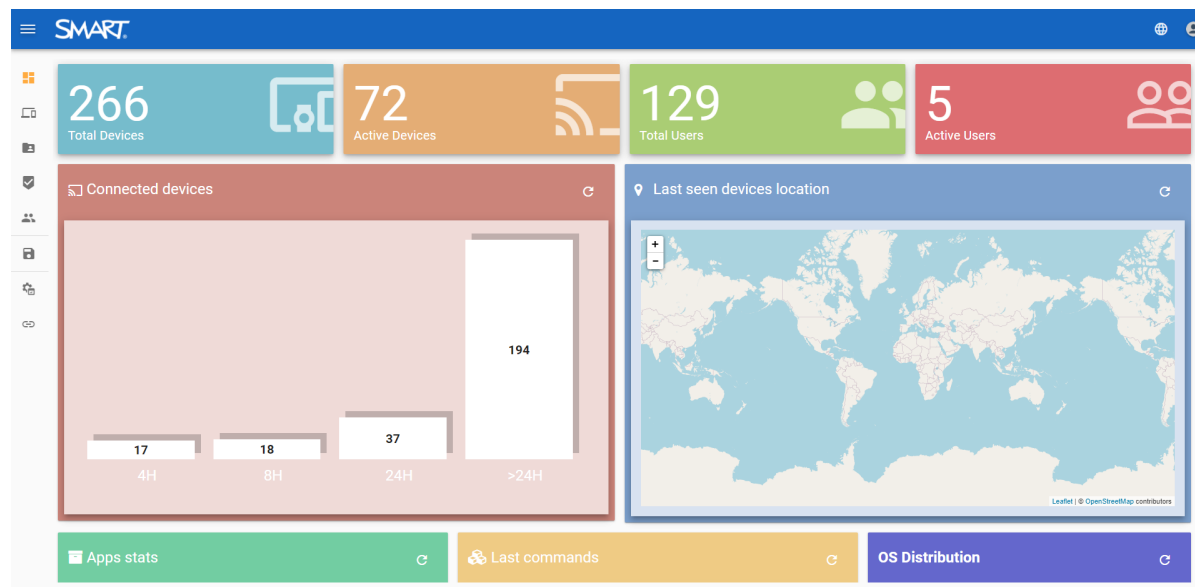 SMART
266
Total Devices
72
Active Devices
129
Total Users
5
Active Users
Connected devices
194
37
17
18
4H
8H
24H
>24H
Last seen devices location
+
−
Leaflet | © OpenStreetMap contributors
Apps stats
Last commands
OS Distribution